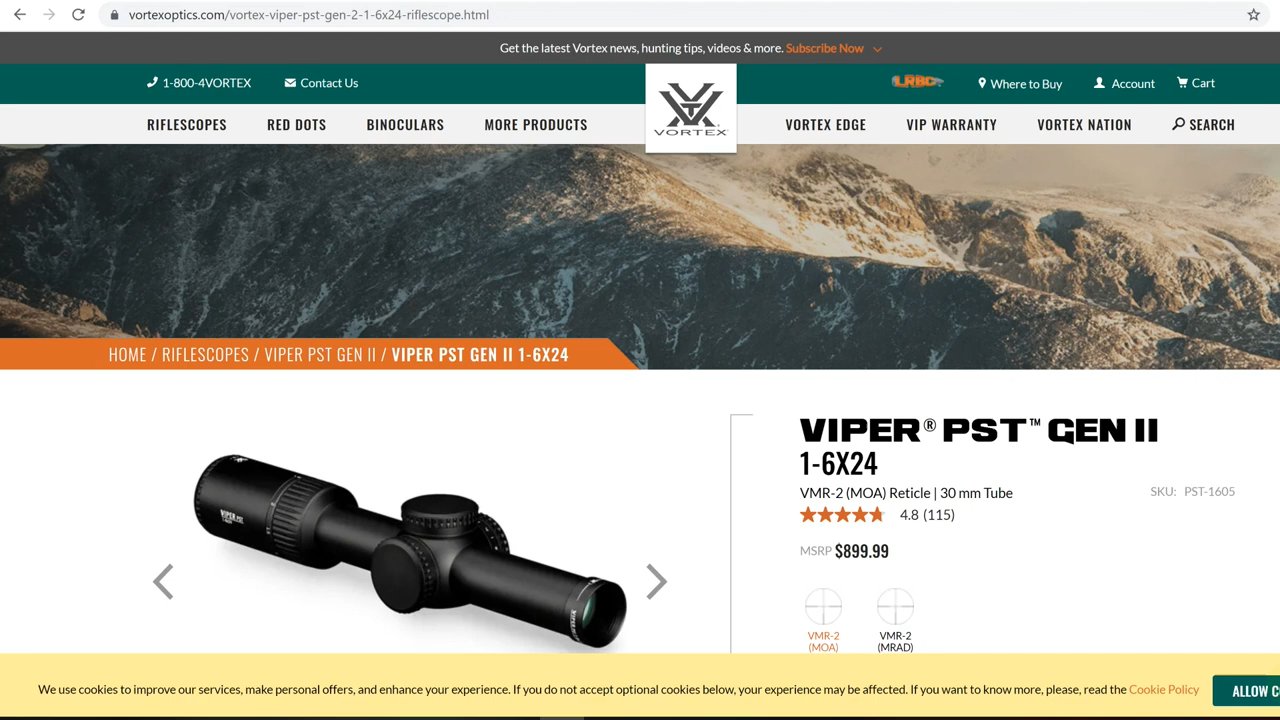 vortexoptics.com/vortex-viper-pst-gen-2-1-6x24-riflescope.html
Get the latest Vortex news, hunting tips, videos & more. Subscribe Now
1-800-4VORTEX Contact Us LRBC Where to Buy Account Cart
RIFLESCOPES RED DOTS BINOCULARS MORE PRODUCTS VORTEX VORTEX EDGE VIP WARRANTY VORTEX NATION SEARCH
HOME / RIFLESCOPES / VIPER PST GEN II / VIPER PST GEN II 1-6X24
VIPER® PST™ GEN II
1-6X24
VMR-2 (MOA) Reticle | 30 mm Tube SKU: PST-1605
4.8 (115)
MSRP $899.99
VIPER PST
VMR-2 VMR-2
(MOA) (MRAD)
We use cookies to improve our services, make personal offers, and enhance your experience. If you do not accept optional cookies below, your experience may be affected. If you want to know more, please, read the Cookie Policy
ALLOW C